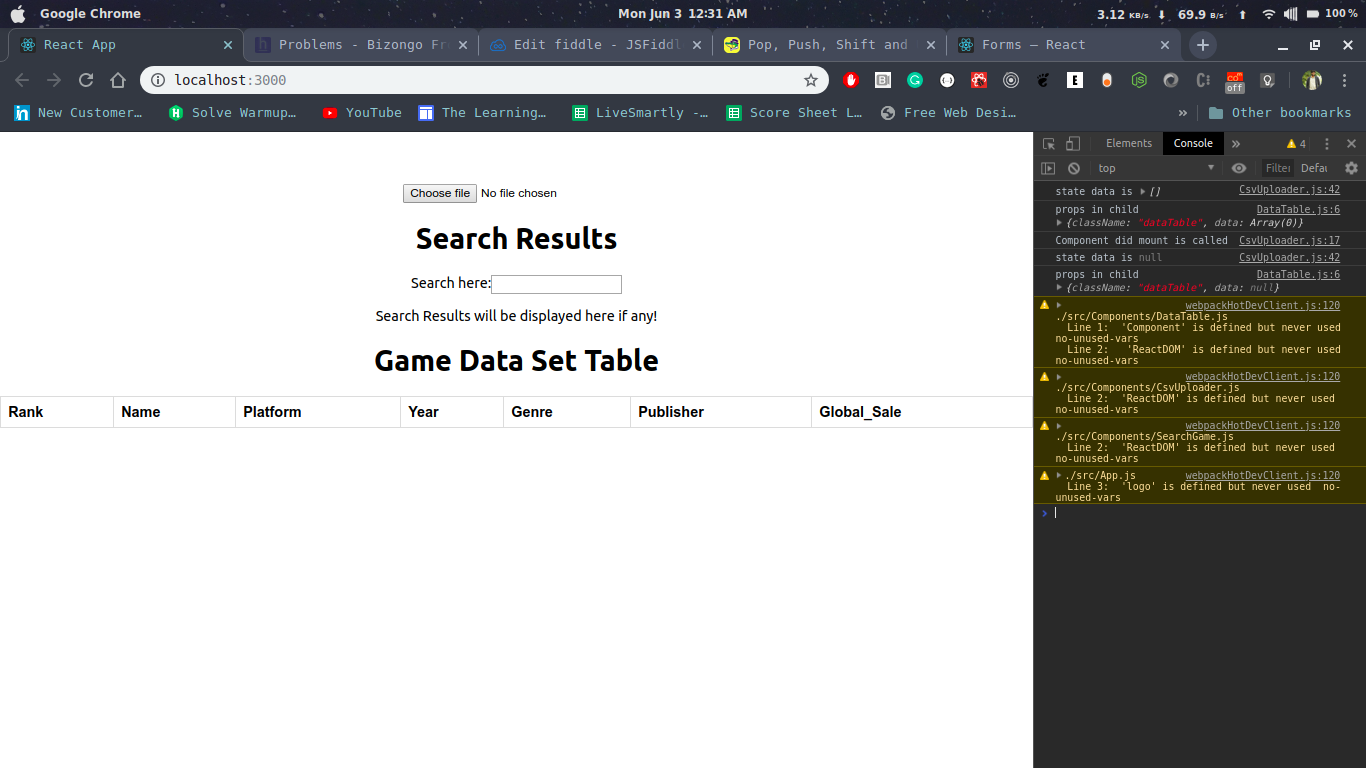 Google Chrome
Mon Jun 3 12:31 AM
3.12 KB/s 69.9 B/s 100 %
React App
Problems - Bizongo Fr
Edit fiddle - JSFiddl
Pop, Push, Shift and
Forms – React
localhost:3000
off
New Customer…
Solve Warmup…
YouTube
The Learning…
LiveSmartly -…
Score Sheet L…
Free Web Desi…
»
Other bookmarks
Choose file No file chosen
Search Results
Search here:
Search Results will be displayed here if any!
Game Data Set Table
Rank Name Platform Year Genre Publisher Global_Sale
Elements Console » 4
top Filter Defau
state data is ▶[] CsvUploader.js:42
props in child DataTable.js:6
▶{className: "dataTable", data: Array(0)}
Component did mount is called CsvUploader.js:17
state data is null CsvUploader.js:42
props in child DataTable.js:6
▶{className: "dataTable", data: null}
▶ webpackHotDevClient.js:120
./src/Components/DataTable.js
Line 1: 'Component' is defined but never used
no-unused-vars
Line 2: 'ReactDOM' is defined but never used
no-unused-vars
▶ webpackHotDevClient.js:120
./src/Components/CsvUploader.js
Line 2: 'ReactDOM' is defined but never used
no-unused-vars
▶ webpackHotDevClient.js:120
./src/Components/SearchGame.js
Line 2: 'ReactDOM' is defined but never used
no-unused-vars
▶./src/App.js webpackHotDevClient.js:120
Line 3: 'logo' is defined but never used no-
unused-vars